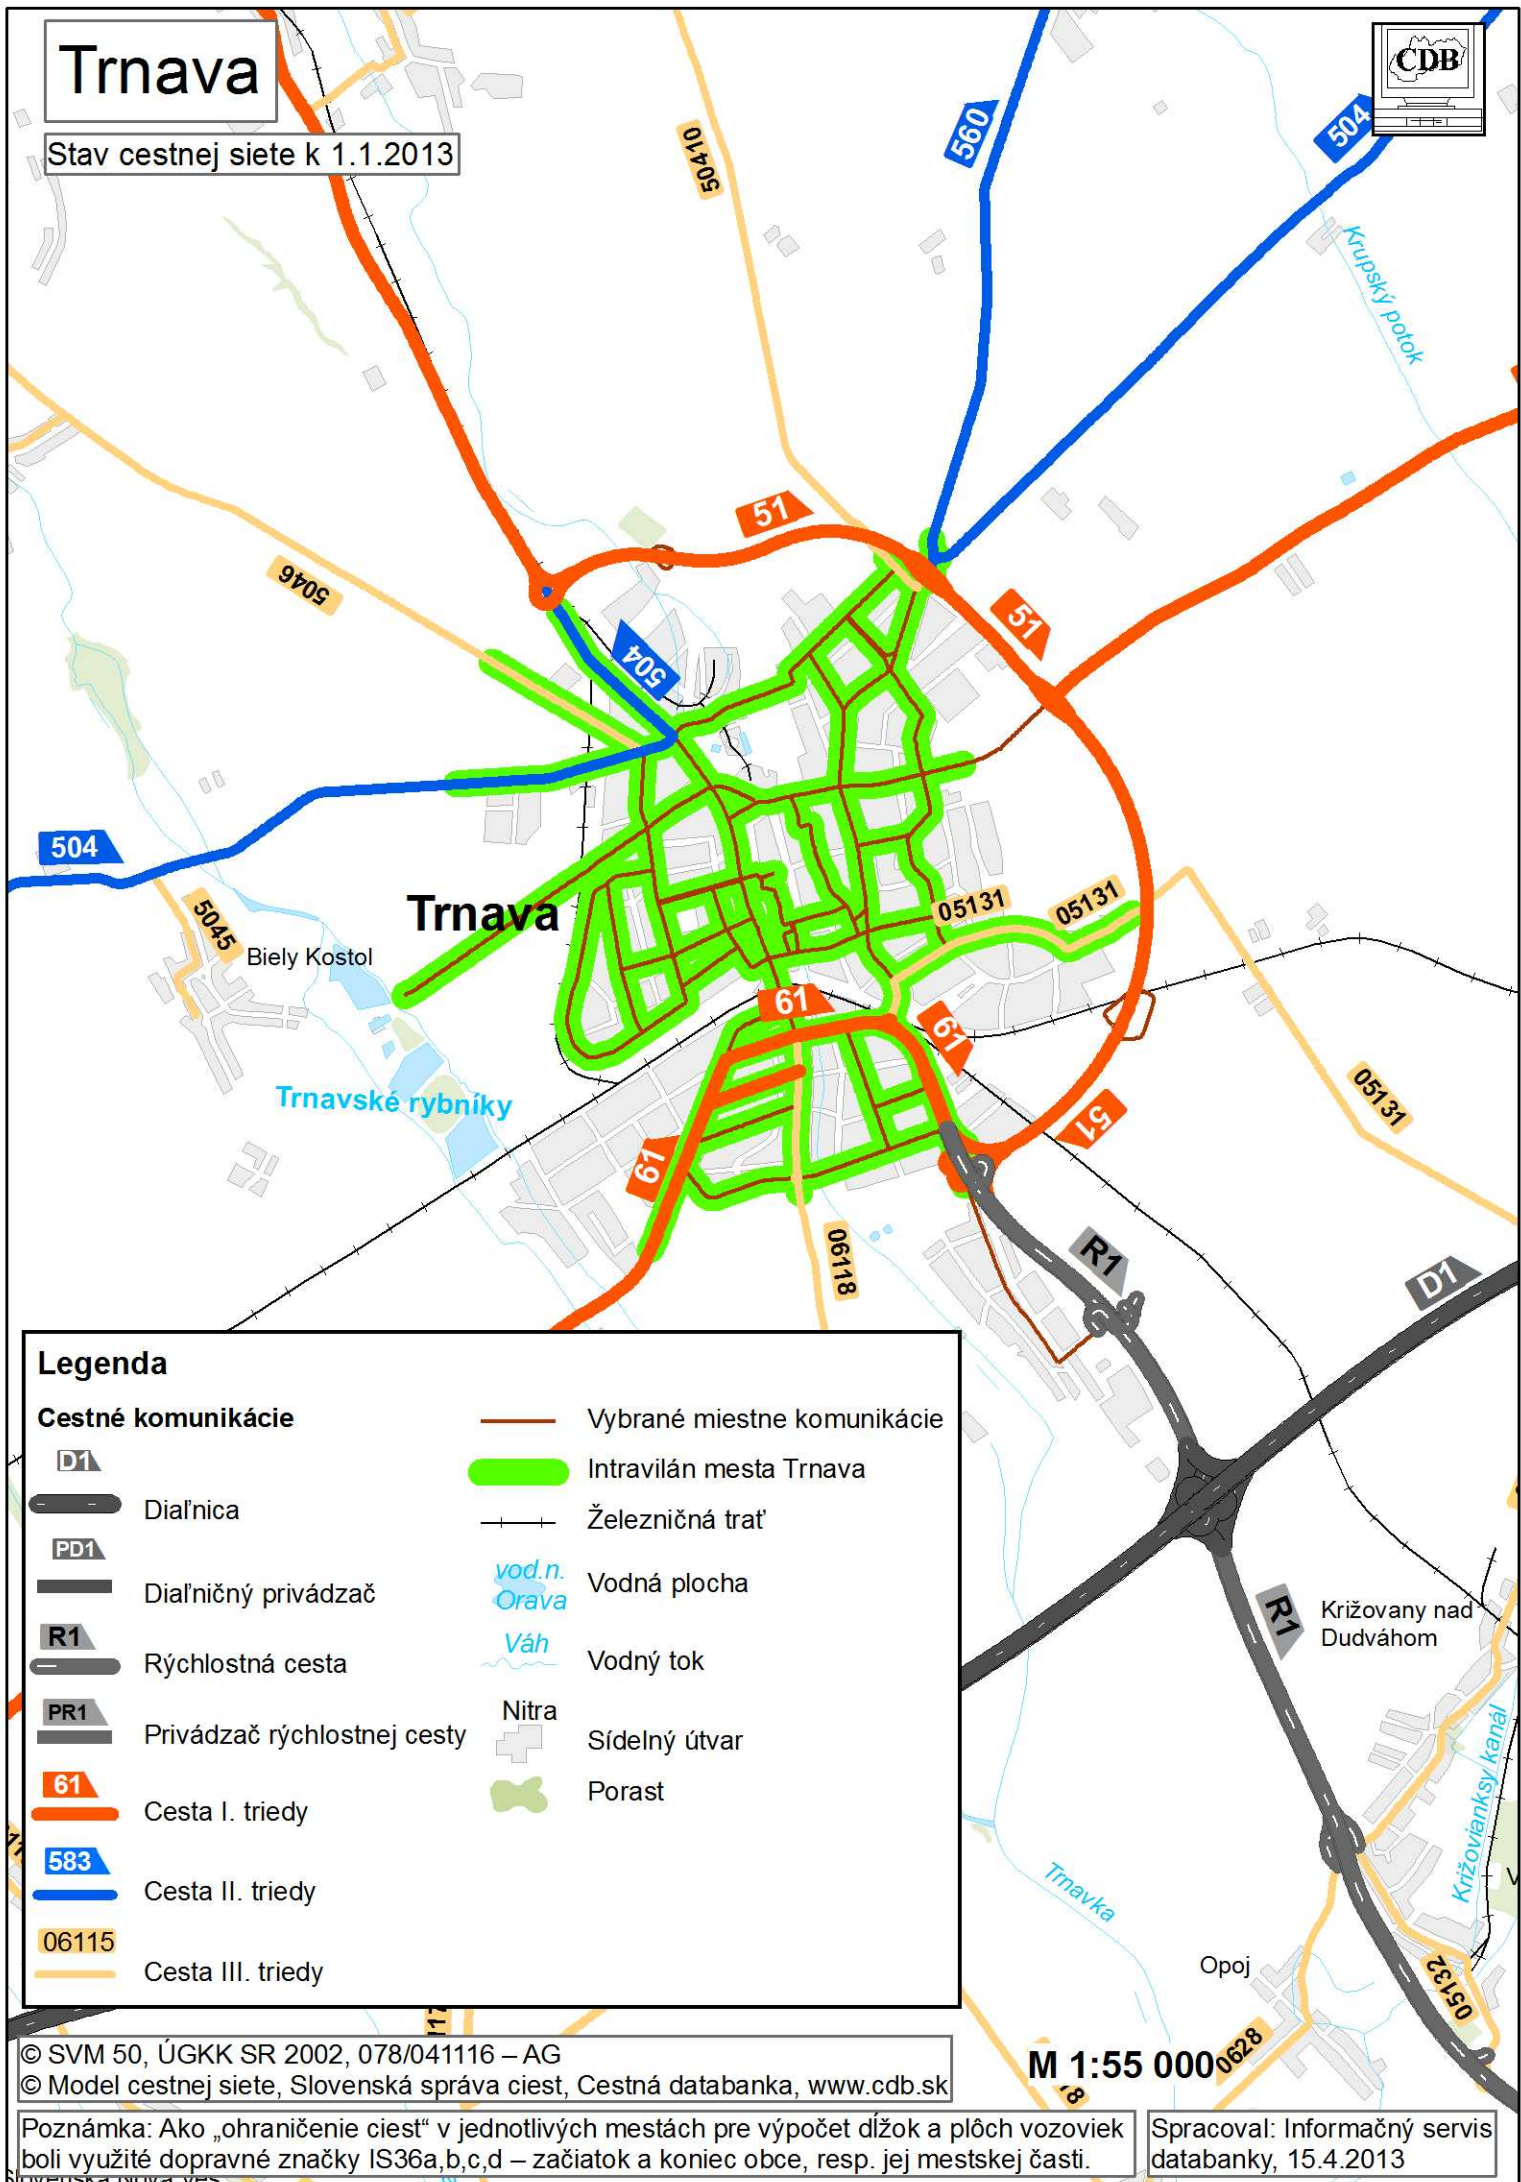 Trnava
Stav cestnej siete k 1.1.2013
CDB
50410
560
504
Krupský potok
51
5046
51
504
504
5045
Biely Kostol
Trnava
05131
05131
61
61
Trnavské rybníky
05131
51
61
06118
R1
D1
Legenda
Cestné komunikácie
D1
Diaľnica
PD1
Diaľničný privádzač
R1
Rýchlostná cesta
PR1
Privádzač rýchlostnej cesty
61
Cesta I. triedy
583
Cesta II. triedy
06115
Cesta III. triedy
Vybrané miestne komunikácie
Intravilán mesta Trnava
Železničná trať
vod.n.
Orava
Vodná plocha
Váh
Vodný tok
Nitra
Sídelný útvar
Porast
R1
Križovany nad
Dudváhom
Križovianksy kanál
Trnavka
Opoj
05132
0628
M 1:55 000
© SVM 50, ÚGKK SR 2002, 078/041116 – AG
© Model cestnej siete, Slovenská správa ciest, Cestná databanka, www.cdb.sk
Poznámka: Ako „ohraničenie ciest“ v jednotlivých mestách pre výpočet dĺžok a plôch vozoviek
boli využité dopravné značky IS36a,b,c,d – začiatok a koniec obce, resp. jej mestskej časti.
Spracoval: Informačný servis
databanky, 15.4.2013